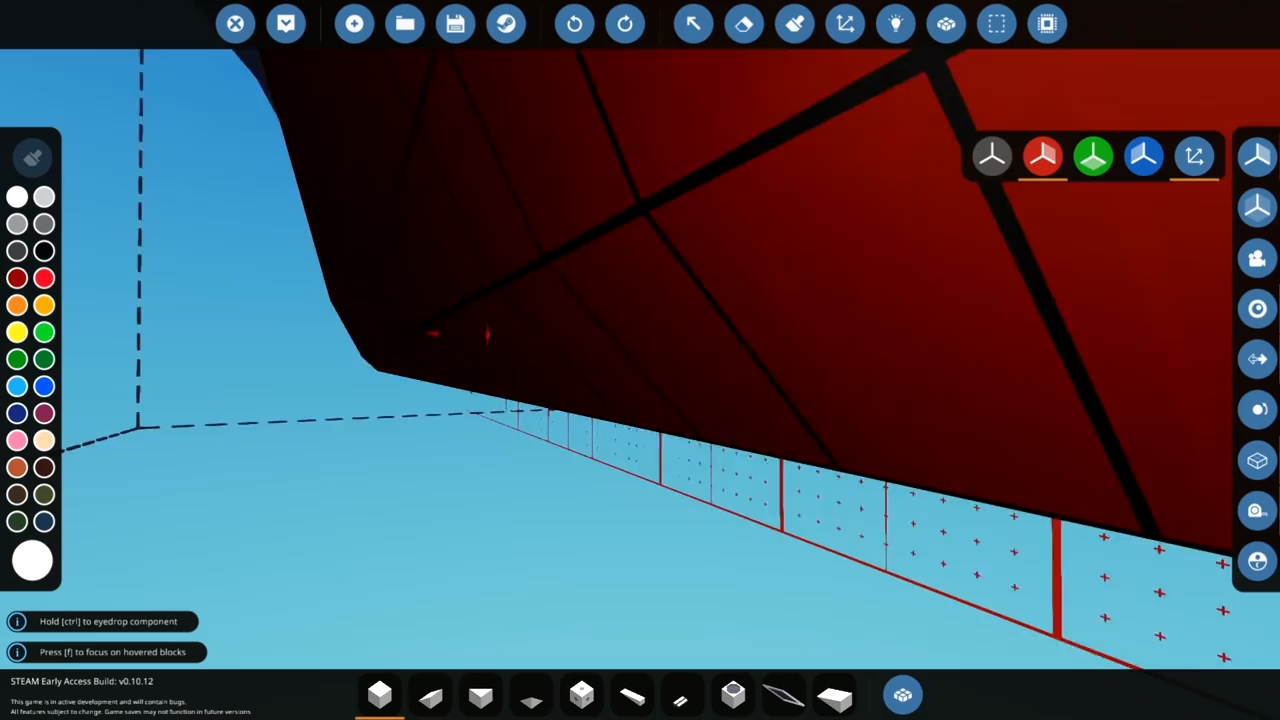 Hold [ctrl] to eyedrop component
Press [f] to focus on hovered blocks
STEAM Early Access Build: v0.10.12
This game is in active development and will contain bugs.
All features subject to change. Game saves may not function in future versions